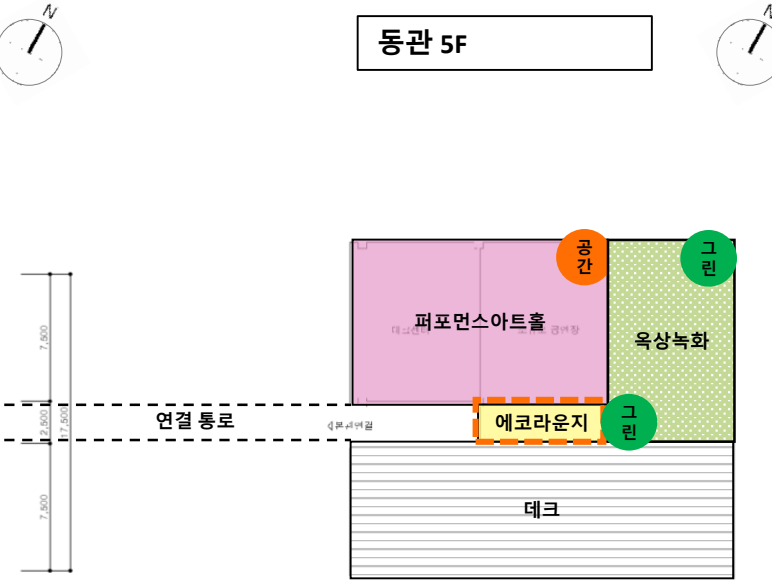 N
N
동관 5F
공간
그린
퍼포먼스아트홀
옥상녹화
7,500
연결 통로
2,500
17,500
에코라운지
그린
7,500
데크